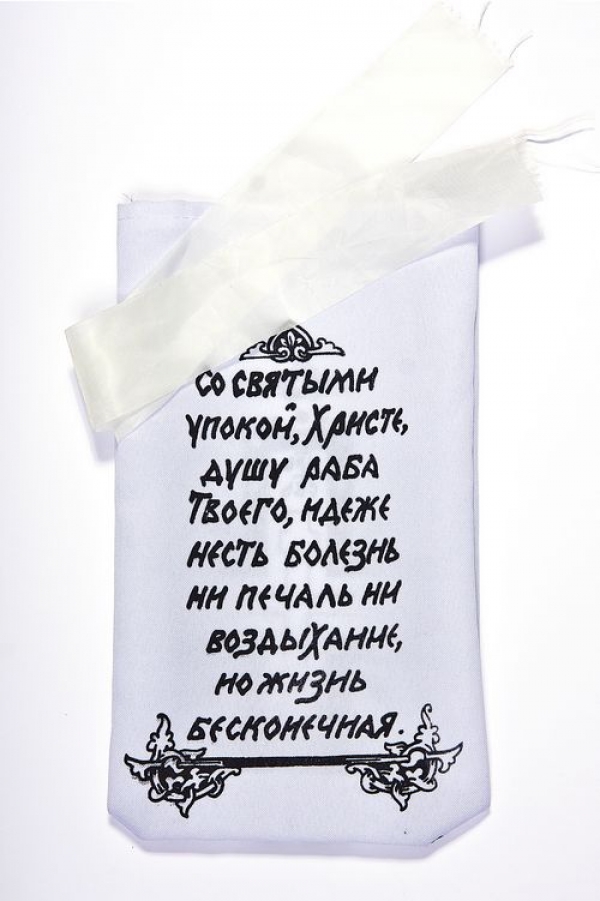 Со святыми
упокой, Христе,
душу раба
Твоего, идеже
несть болезнь
ни печаль ни
воздыхание,
но жизнь
бесконечная.